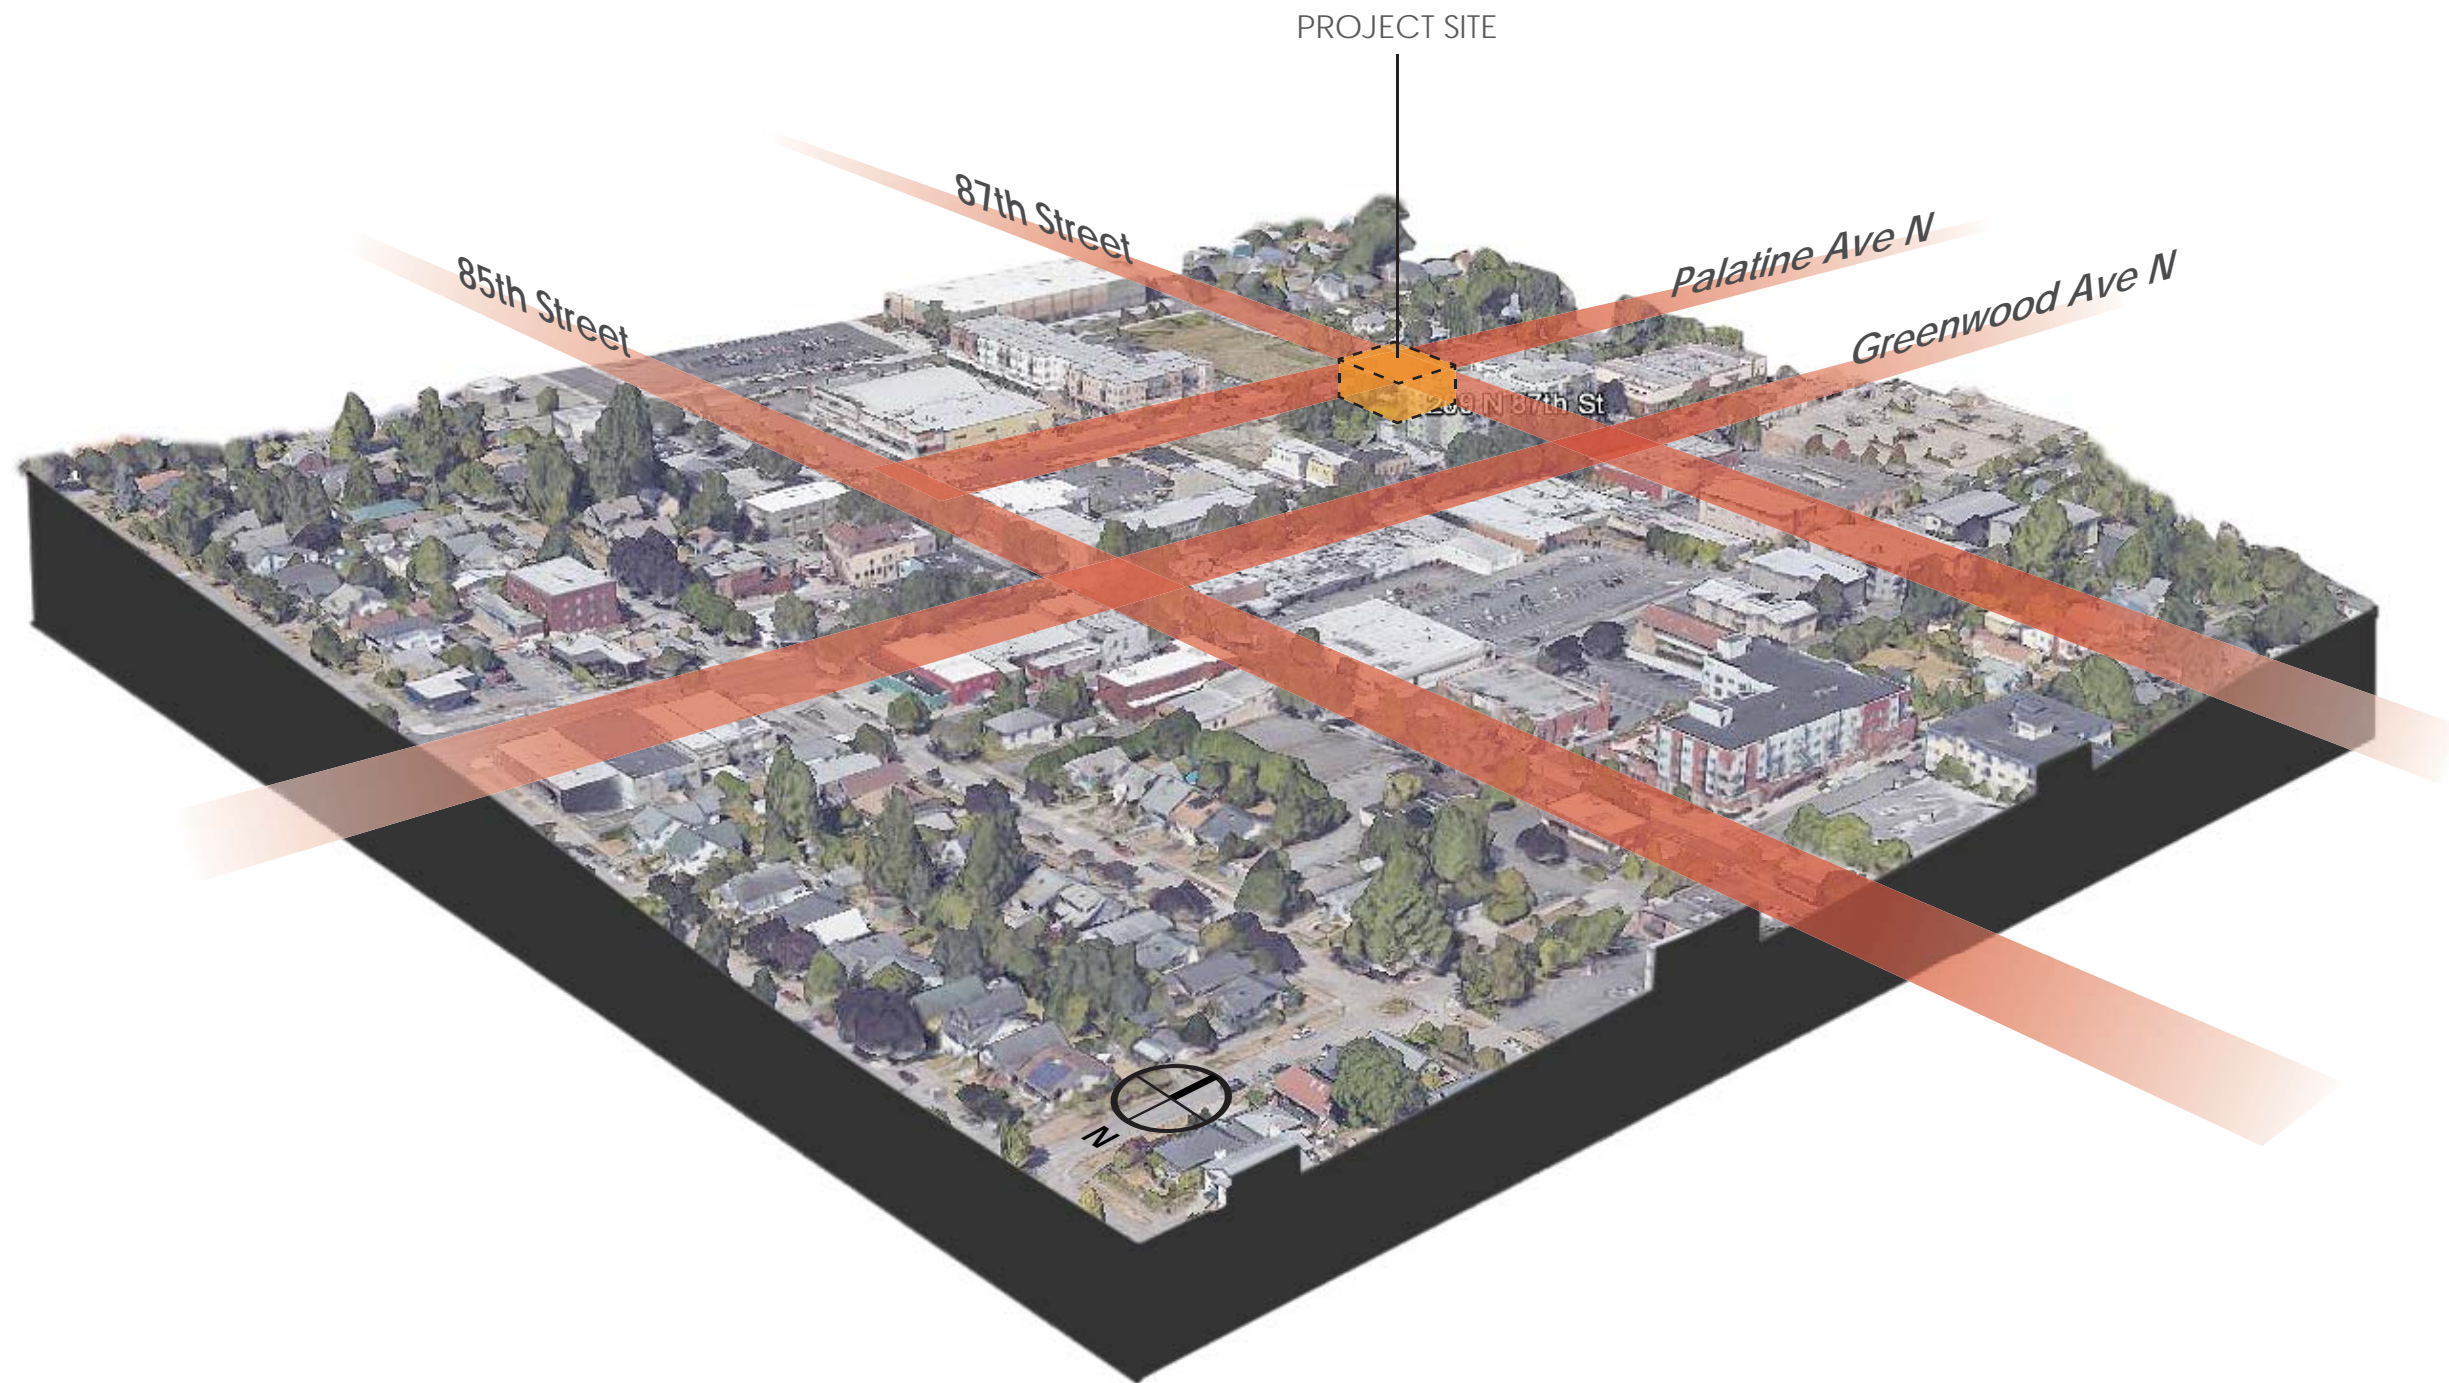 PROJECT SITE
87th Street
85th Street
Palatine Ave N
Greenwood Ave N
N 87th St
N